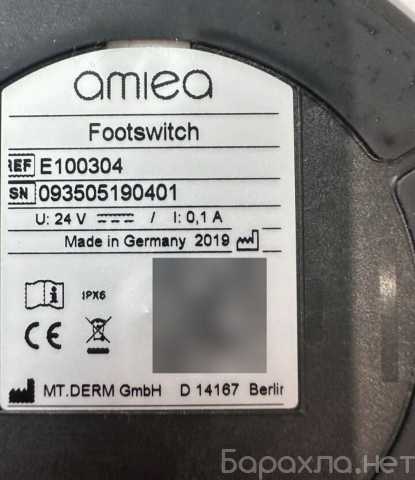 amiea
Footswitch
REF E100304
SN 093505190401
U: 24 V / I: 0,1 A
Made in Germany 2019
IPX6
CE
MT.DERM GmbH D 14167 Berlin
Барахла.нет